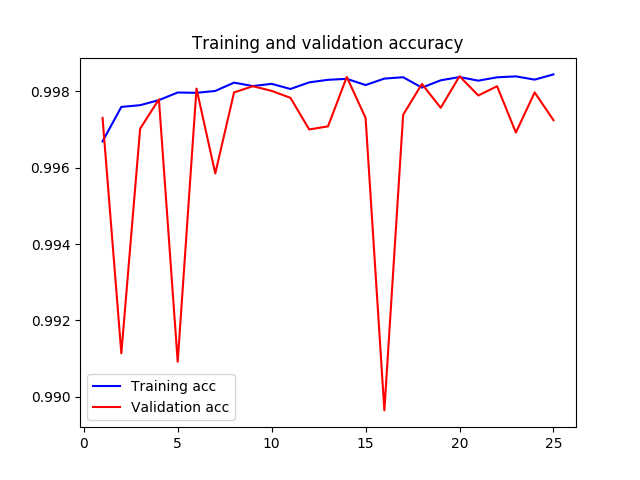 Training and validation accuracy
0.998
0.996
0.994
0.992
0.990
Training acc
Validation acc
0 5 10 15 20 25